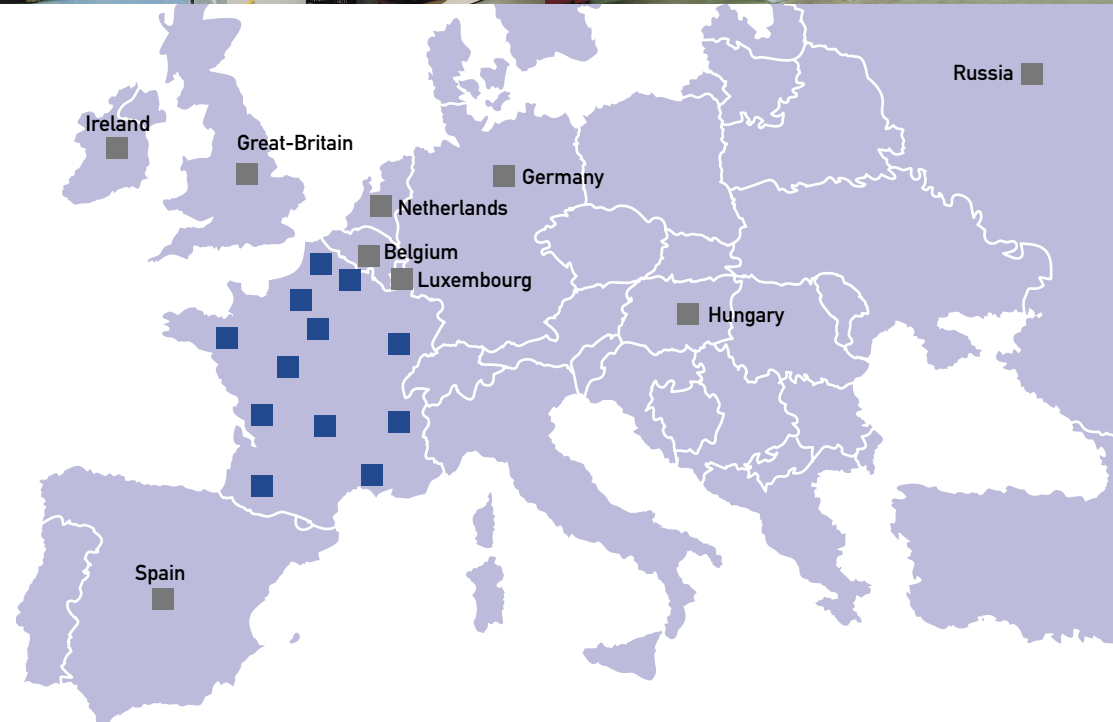 Russia
Ireland
Great-Britain
Germany
Netherlands
Belgium
Luxembourg
Hungary
Spain